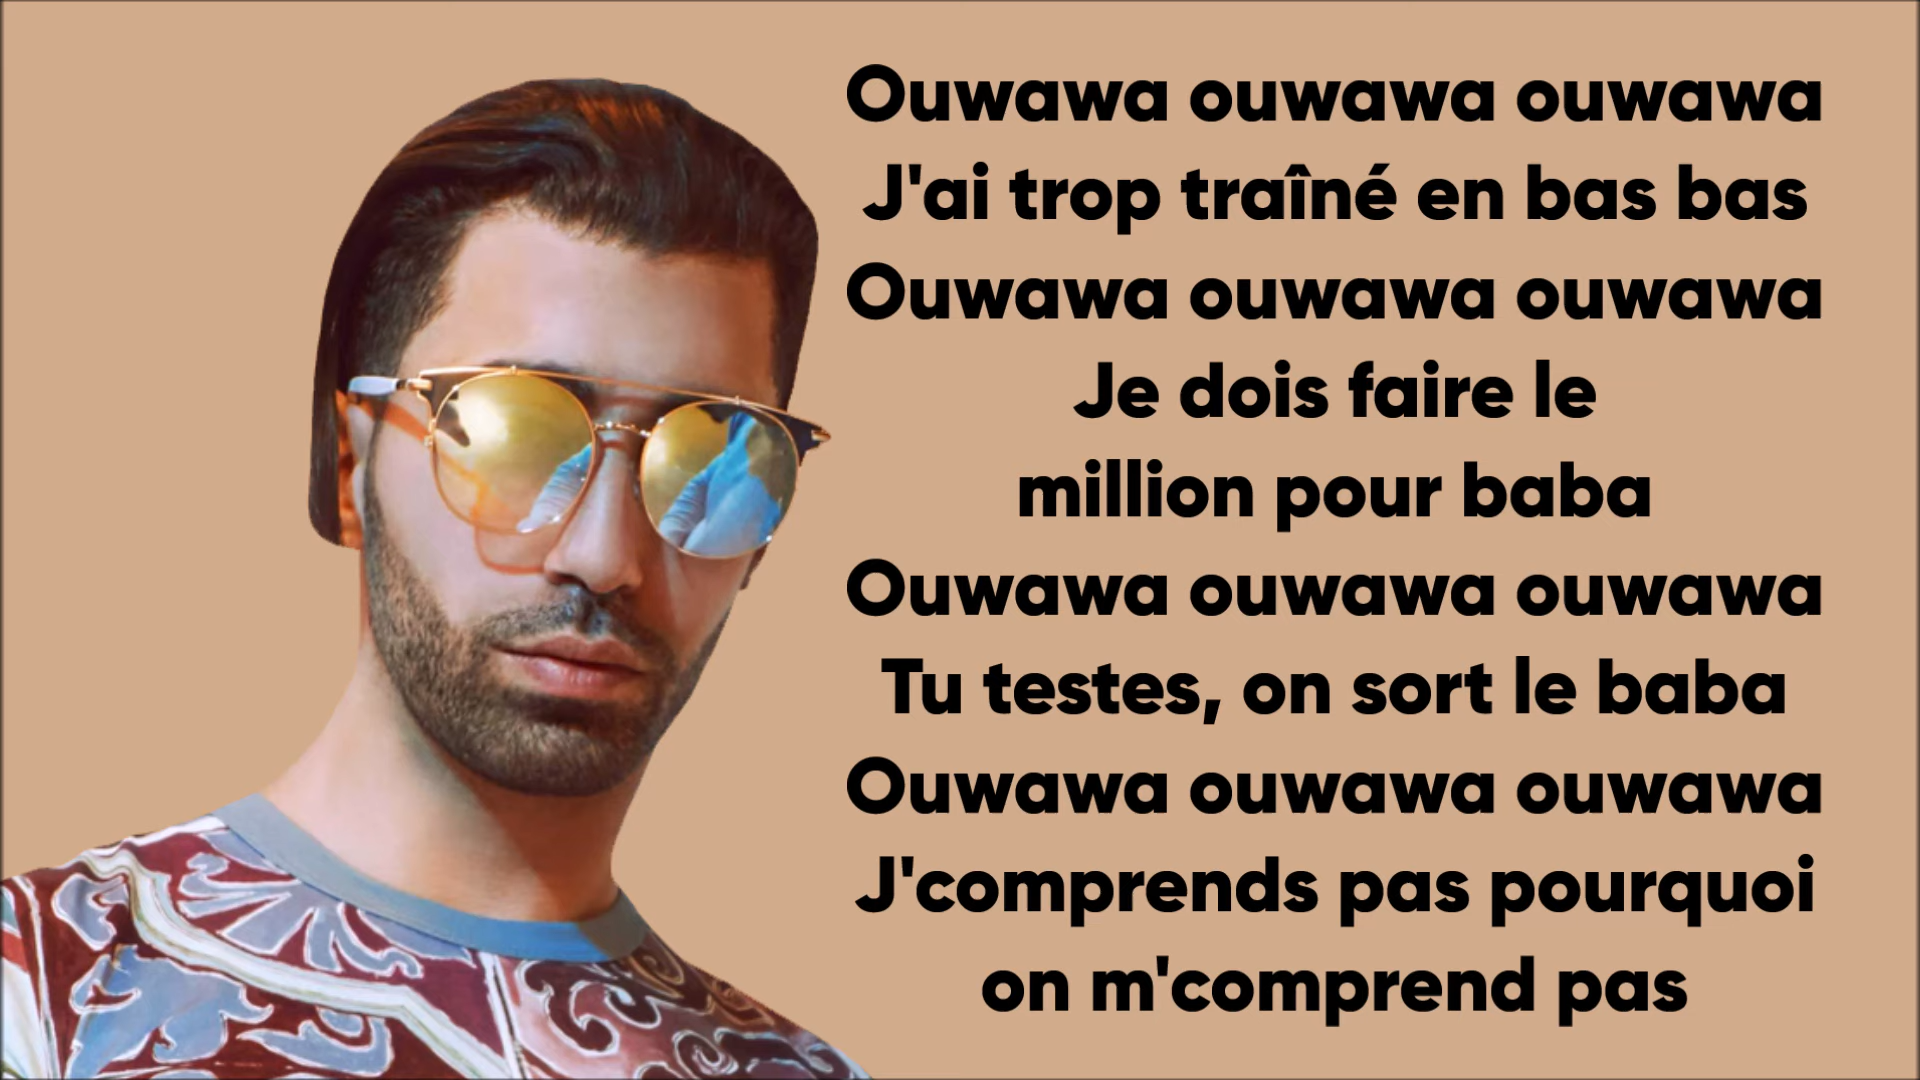 Ouwawa ouwawa ouwawa
J'ai trop traîné en bas bas
Ouwawa ouwawa ouwawa
Je dois faire le
million pour baba
Ouwawa ouwawa ouwawa
Tu testes, on sort le baba
Ouwawa ouwawa ouwawa
J'comprends pas pourquoi
on m'comprend pas